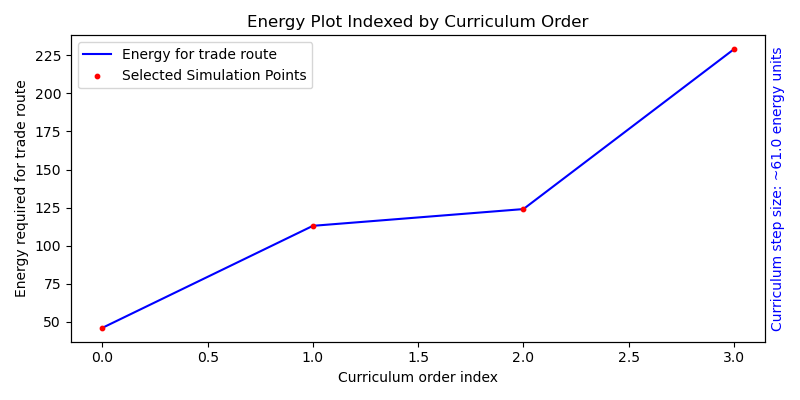 Energy Plot Indexed by Curriculum Order
Energy for trade route
Selected Simulation Points
Energy required for trade route
225
200
175
150
125
100
75
50
0.0 0.5 1.0 1.5 2.0 2.5 3.0
Curriculum order index
Curriculum step size: ~61.0 energy units